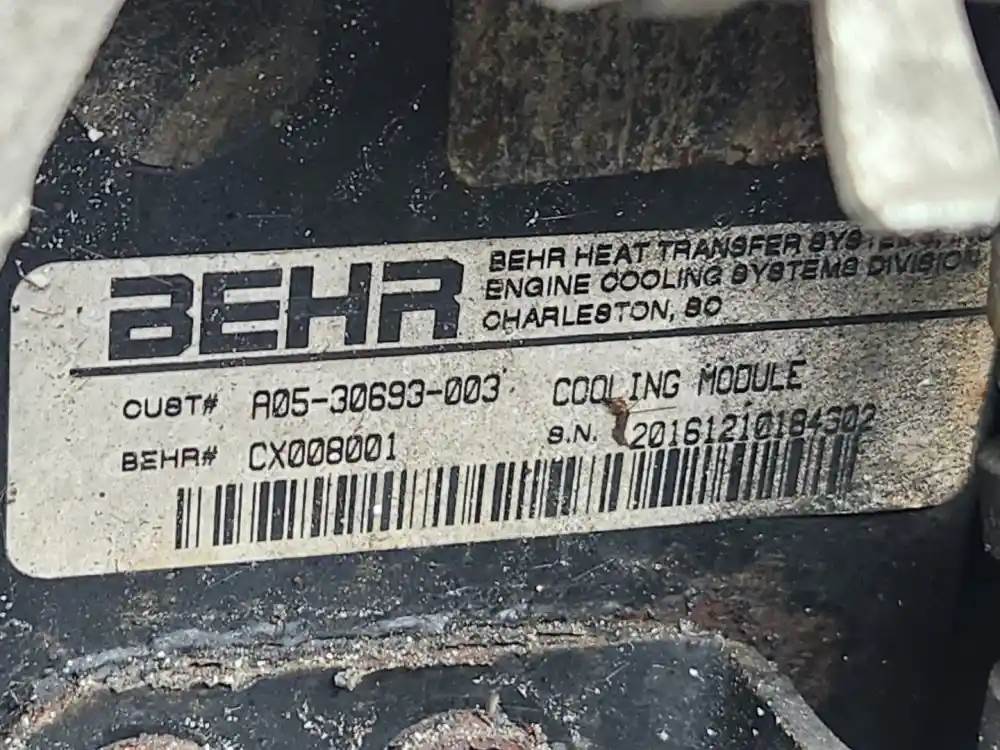 BEHR
BEHR HEAT TRANSFER SYSTEMS,
ENGINE COOLING SYSTEMS DIVISION
CHARLESTON, SC
CUST# A05-30693-003 COOLING MODULE
BEHR# CX008001 S.N. 20161210184302